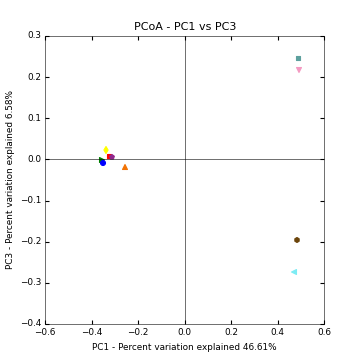 PCoA - PC1 vs PC3
0.3
0.2
0.1
0.0
−0.1
−0.2
−0.3
−0.4
−0.6 −0.4 −0.2 0.0 0.2 0.4 0.6
PC1 - Percent variation explained 46.61%
PC3 - Percent variation explained 6.58%